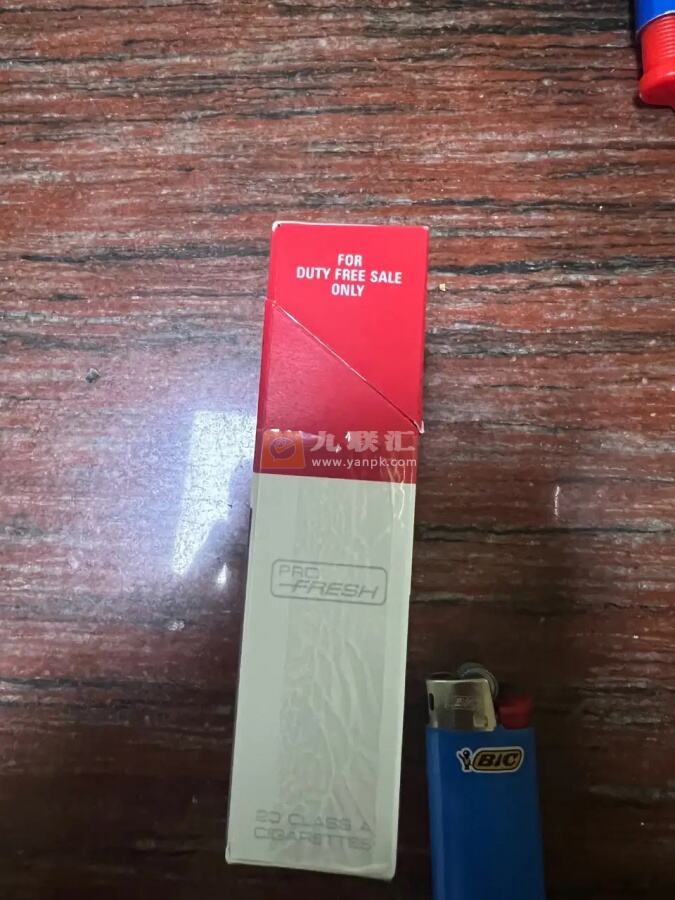 FOR
DUTY FREE SALE
ONLY
九联汇
www.yanpk.com
PRO
FRESH
20 CLASS A
CIGARETTES
BIC